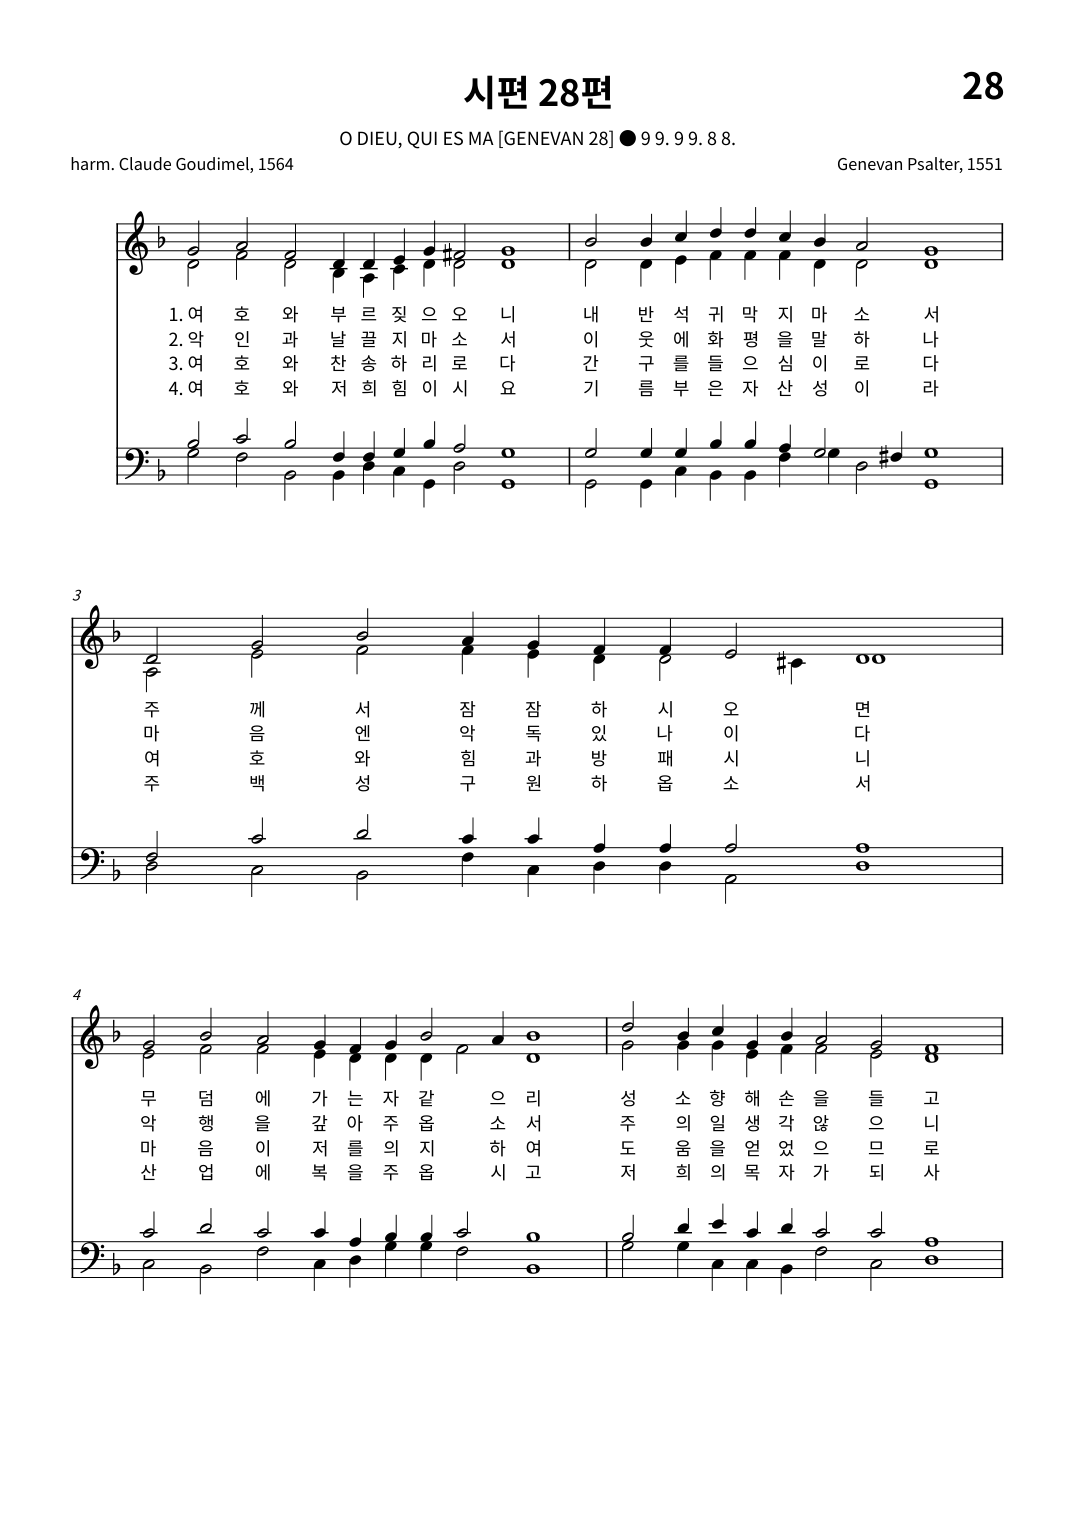 시편 28편
28
O DIEU, QUI ES MA [GENEVAN 28] ● 9 9. 9 9. 8 8.
harm. Claude Goudimel, 1564
Genevan Psalter, 1551
1. 여 호 와 부 르 짖 으 오 니 내 반 석 귀 막 지 마 소 서
2. 악 인 과 날 끌 지 마 소 서 이 웃 에 화 평 을 말 하 나
3. 여 호 와 찬 송 하 리 로 다 간 구 를 들 으 심 이 로 다
4. 여 호 와 저 희 힘 이 시 요 기 름 부 은 자 산 성 이 라
3
주 께 서 잠 잠 하 시 오 면
마 음 엔 악 독 있 나 이 다
여 호 와 힘 과 방 패 시 니
주 백 성 구 원 하 옵 소 서
4
무 덤 에 가 는 자 같 으 리 성 소 향 해 손 을 들 고
악 행 을 갚 아 주 옵 소 서 주 의 일 생 각 않 으 니
마 음 이 저 를 의 지 하 여 도 움 을 얻 었 으 므 로
산 업 에 복 을 주 옵 시 고 저 희 의 목 자 가 되 사